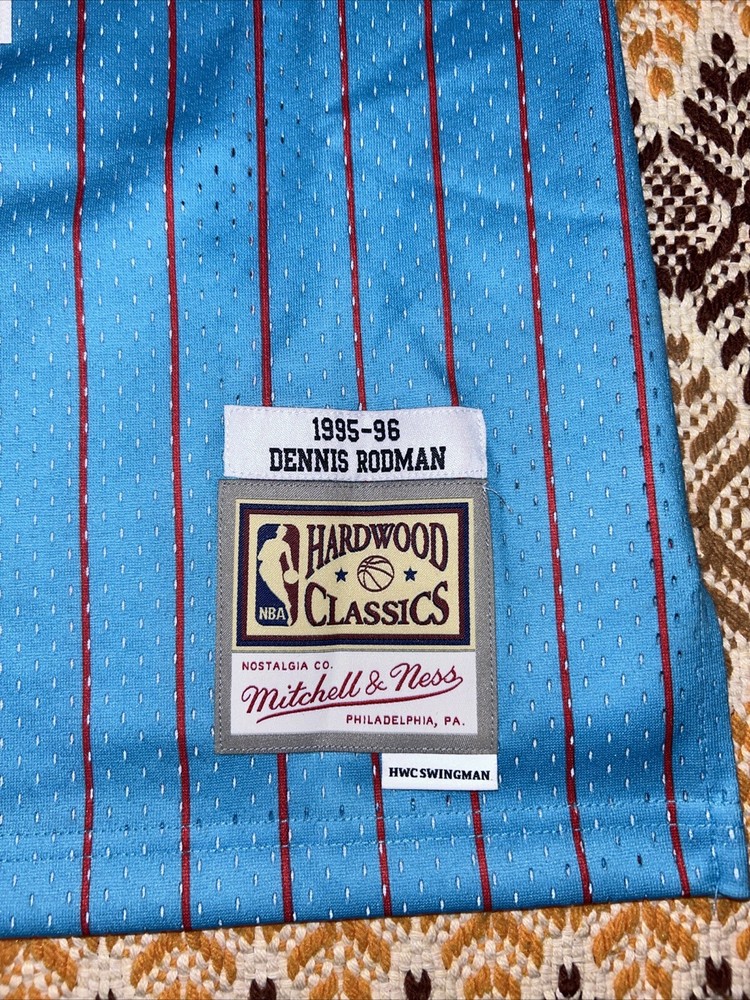 1995-96
DENNIS RODMAN
HARDWOOD
CLASSICS
NBA
NOSTALGIA CO.
Mitchell & Ness
PHILADELPHIA, PA.
HWC SWINGMAN